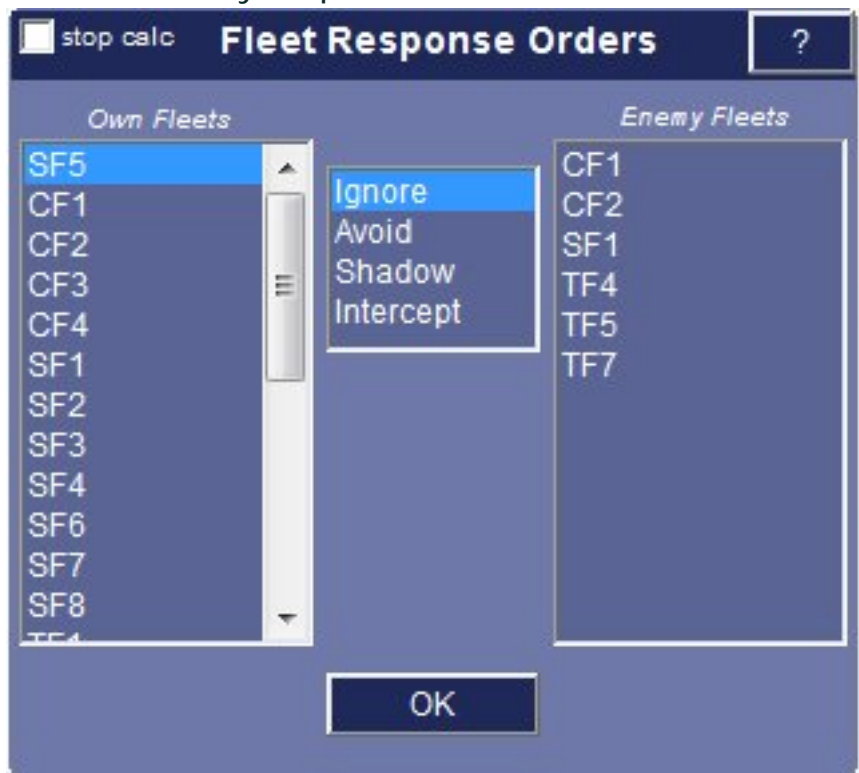 stop calc Fleet Response Orders ?
Own Fleets
SF5
CF1
CF2
CF3
CF4
SF1
SF2
SF3
SF4
SF6
SF7
SF8
Ignore
Avoid
Shadow
Intercept
Enemy Fleets
CF1
CF2
SF1
TF4
TF5
TF7
OK